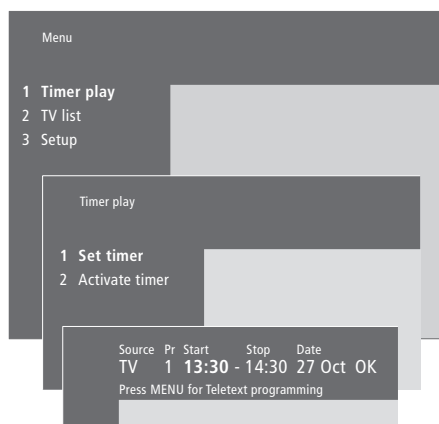 Menu
1 Timer play
2 TV list
3 Setup
Timer play
1 Set timer
2 Activate timer
Source Pr Start Stop Date
TV 1 13:30 - 14:30 27 Oct OK
Press MENU for Teletext programming